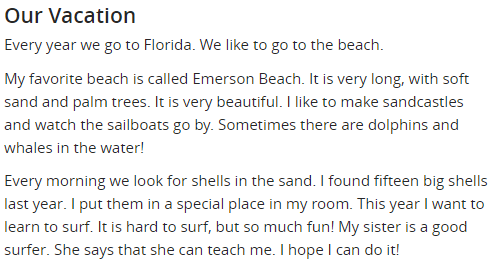 Our Vacation
Every year we go to Florida. We like to go to the beach.
My favorite beach is called Emerson Beach. It is very long, with soft
sand and palm trees. It is very beautiful. I like to make sandcastles
and watch the sailboats go by. Sometimes there are dolphins and
whales in the water!
Every morning we look for shells in the sand. I found fifteen big shells
last year. I put them in a special place in my room. This year I want to
learn to surf. It is hard to surf, but so much fun! My sister is a good
surfer. She says that she can teach me. I hope I can do it!